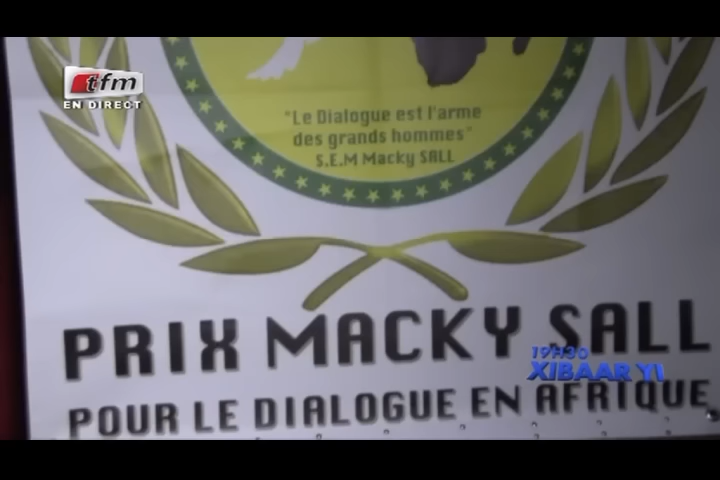 tfm
EN DIRECT
"Le Dialogue est l'arme
des grands hommes"
S.E.M Macky SALL
PRIX MACKY SALL
POUR LE DIALOGUE EN AFRIQUE
19H30
XIBAAR YI